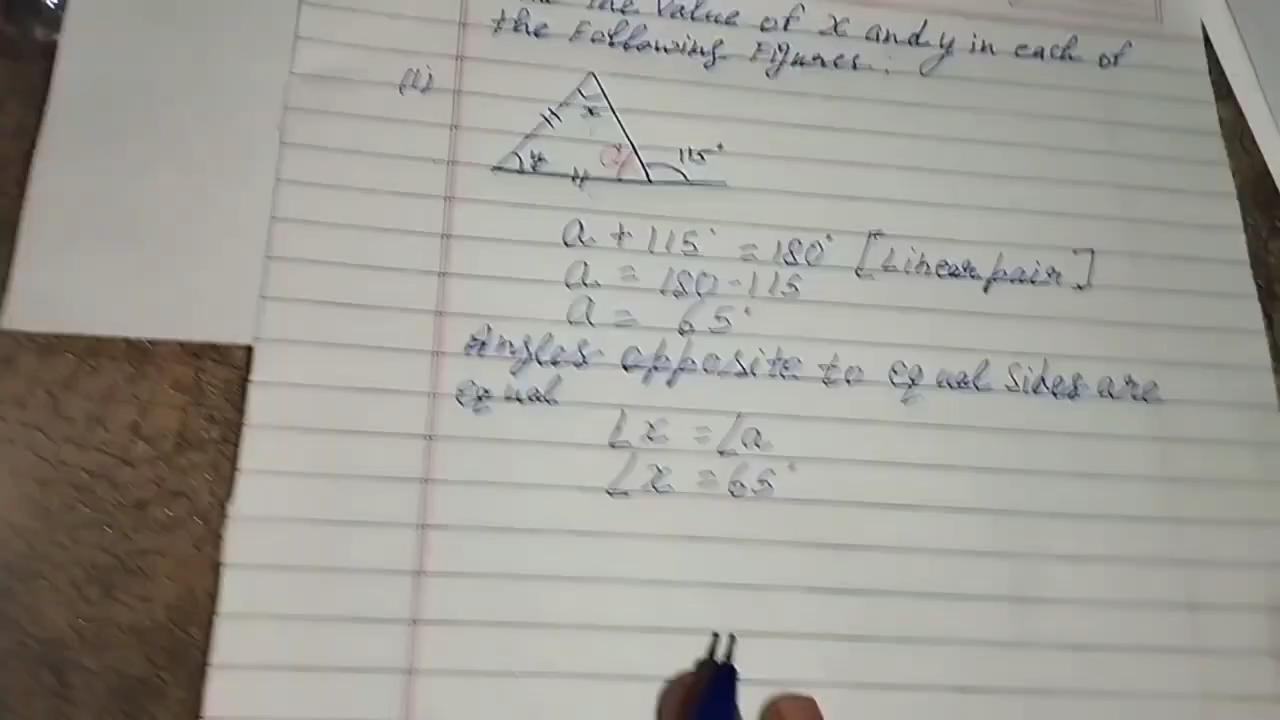 the value of x and y in each of
the Following Figures.
(i)
x
y
a
115°
a + 115° = 180° [Linear pair]
a = 180 - 115
a = 65°
Angles opposite to equal sides are
equal
∠x = ∠a
∠x = 65°